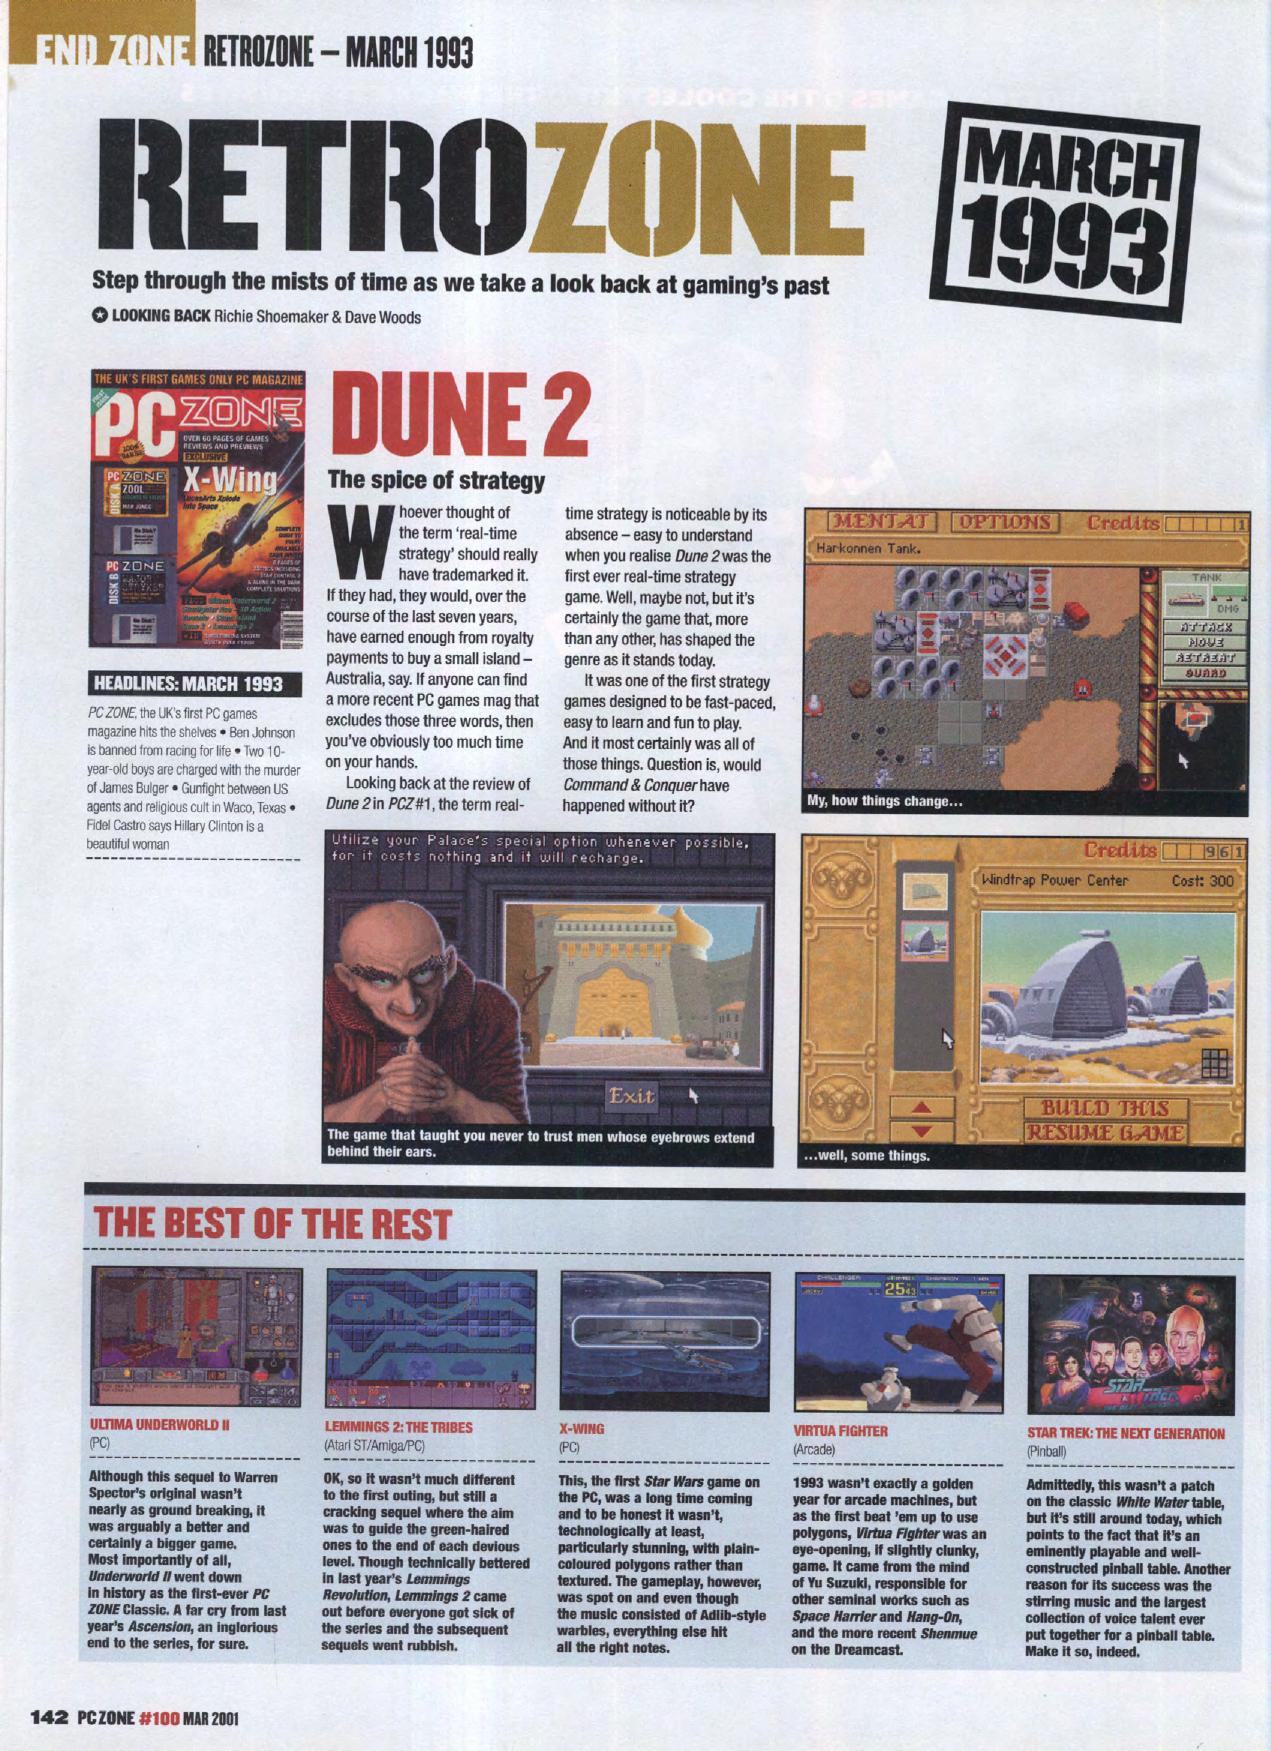 END ZONE RETROZONE – MARCH 1993
RETROZONE
MARCH
1993
Step through the mists of time as we take a look back at gaming's past
LOOKING BACK Richie Shoemaker & Dave Woods
THE UK'S FIRST GAMES ONLY PC MAGAZINE
PC ZONE
OVER 60 PAGES OF GAMES
REVIEWS AND PREVIEWS
EXCLUSIVE
X-Wing
LucasArts Xplode
Into Space
PC ZONE
ZOOL
DISK A
PC ZONE
DISK B
HEADLINES: MARCH 1993
PC ZONE, the UK's first PC games
magazine hits the shelves • Ben Johnson
is banned from racing for life • Two 10-
year-old boys are charged with the murder
of James Bulger • Gunfight between US
agents and religious cult in Waco, Texas •
Fidel Castro says Hillary Clinton is a
beautiful woman
DUNE 2
The spice of strategy
Whoever thought of
the term 'real-time
strategy' should really
have trademarked it.
If they had, they would, over the
course of the last seven years,
have earned enough from royalty
payments to buy a small island –
Australia, say. If anyone can find
a more recent PC games mag that
excludes those three words, then
you've obviously too much time
on your hands.
Looking back at the review of
Dune 2 in PCZ #1, the term real-
time strategy is noticeable by its
absence – easy to understand
when you realise Dune 2 was the
first ever real-time strategy
game. Well, maybe not, but it's
certainly the game that, more
than any other, has shaped the
genre as it stands today.
It was one of the first strategy
games designed to be fast-paced,
easy to learn and fun to play.
And it most certainly was all of
those things. Question is, would
Command & Conquer have
happened without it?
MENTAT OPTIONS Credits 1
Harkonnen Tank.
TANK
DMG
ATTACK
MOVE
RETREAT
GUARD
My, how things change...
Utilize your Palace's special option whenever possible,
for it costs nothing and it will recharge.
Exit
The game that taught you never to trust men whose eyebrows extend
behind their ears.
Credits 961
Windtrap Power Center Cost: 300
BUILD THIS
RESUME GAME
...well, some things.
THE BEST OF THE REST
ULTIMA UNDERWORLD II
(PC)
Although this sequel to Warren
Spector's original wasn't
nearly as ground breaking, it
was arguably a better and
certainly a bigger game.
Most importantly of all,
Underworld II went down
in history as the first-ever PC
ZONE Classic. A far cry from last
year's Ascension, an inglorious
end to the series, for sure.
LEMMINGS 2: THE TRIBES
(Atari ST/Amiga/PC)
OK, so it wasn't much different
to the first outing, but still a
cracking sequel where the aim
was to guide the green-haired
ones to the end of each devious
level. Though technically bettered
in last year's Lemmings
Revolution, Lemmings 2 came
out before everyone got sick of
the series and the subsequent
sequels went rubbish.
X-WING
(PC)
This, the first Star Wars game on
the PC, was a long time coming
and to be honest it wasn't,
technologically at least,
particularly stunning, with plain-
coloured polygons rather than
textured. The gameplay, however,
was spot on and even though
the music consisted of Adlib-style
warbles, everything else hit
all the right notes.
CHALLENGER
25 43
VIRTUA FIGHTER
(Arcade)
1993 wasn't exactly a golden
year for arcade machines, but
as the first beat 'em up to use
polygons, Virtua Fighter was an
eye-opening, if slightly clunky,
game. It came from the mind
of Yu Suzuki, responsible for
other seminal works such as
Space Harrier and Hang-On,
and the more recent Shenmue
on the Dreamcast.
STAR TREK
STAR TREK: THE NEXT GENERATION
(Pinball)
Admittedly, this wasn't a patch
on the classic White Water table,
but it's still around today, which
points to the fact that it's an
eminently playable and well-
constructed pinball table. Another
reason for its success was the
stirring music and the largest
collection of voice talent ever
put together for a pinball table.
Make it so, indeed.
142 PCZONE #100 MAR 2001